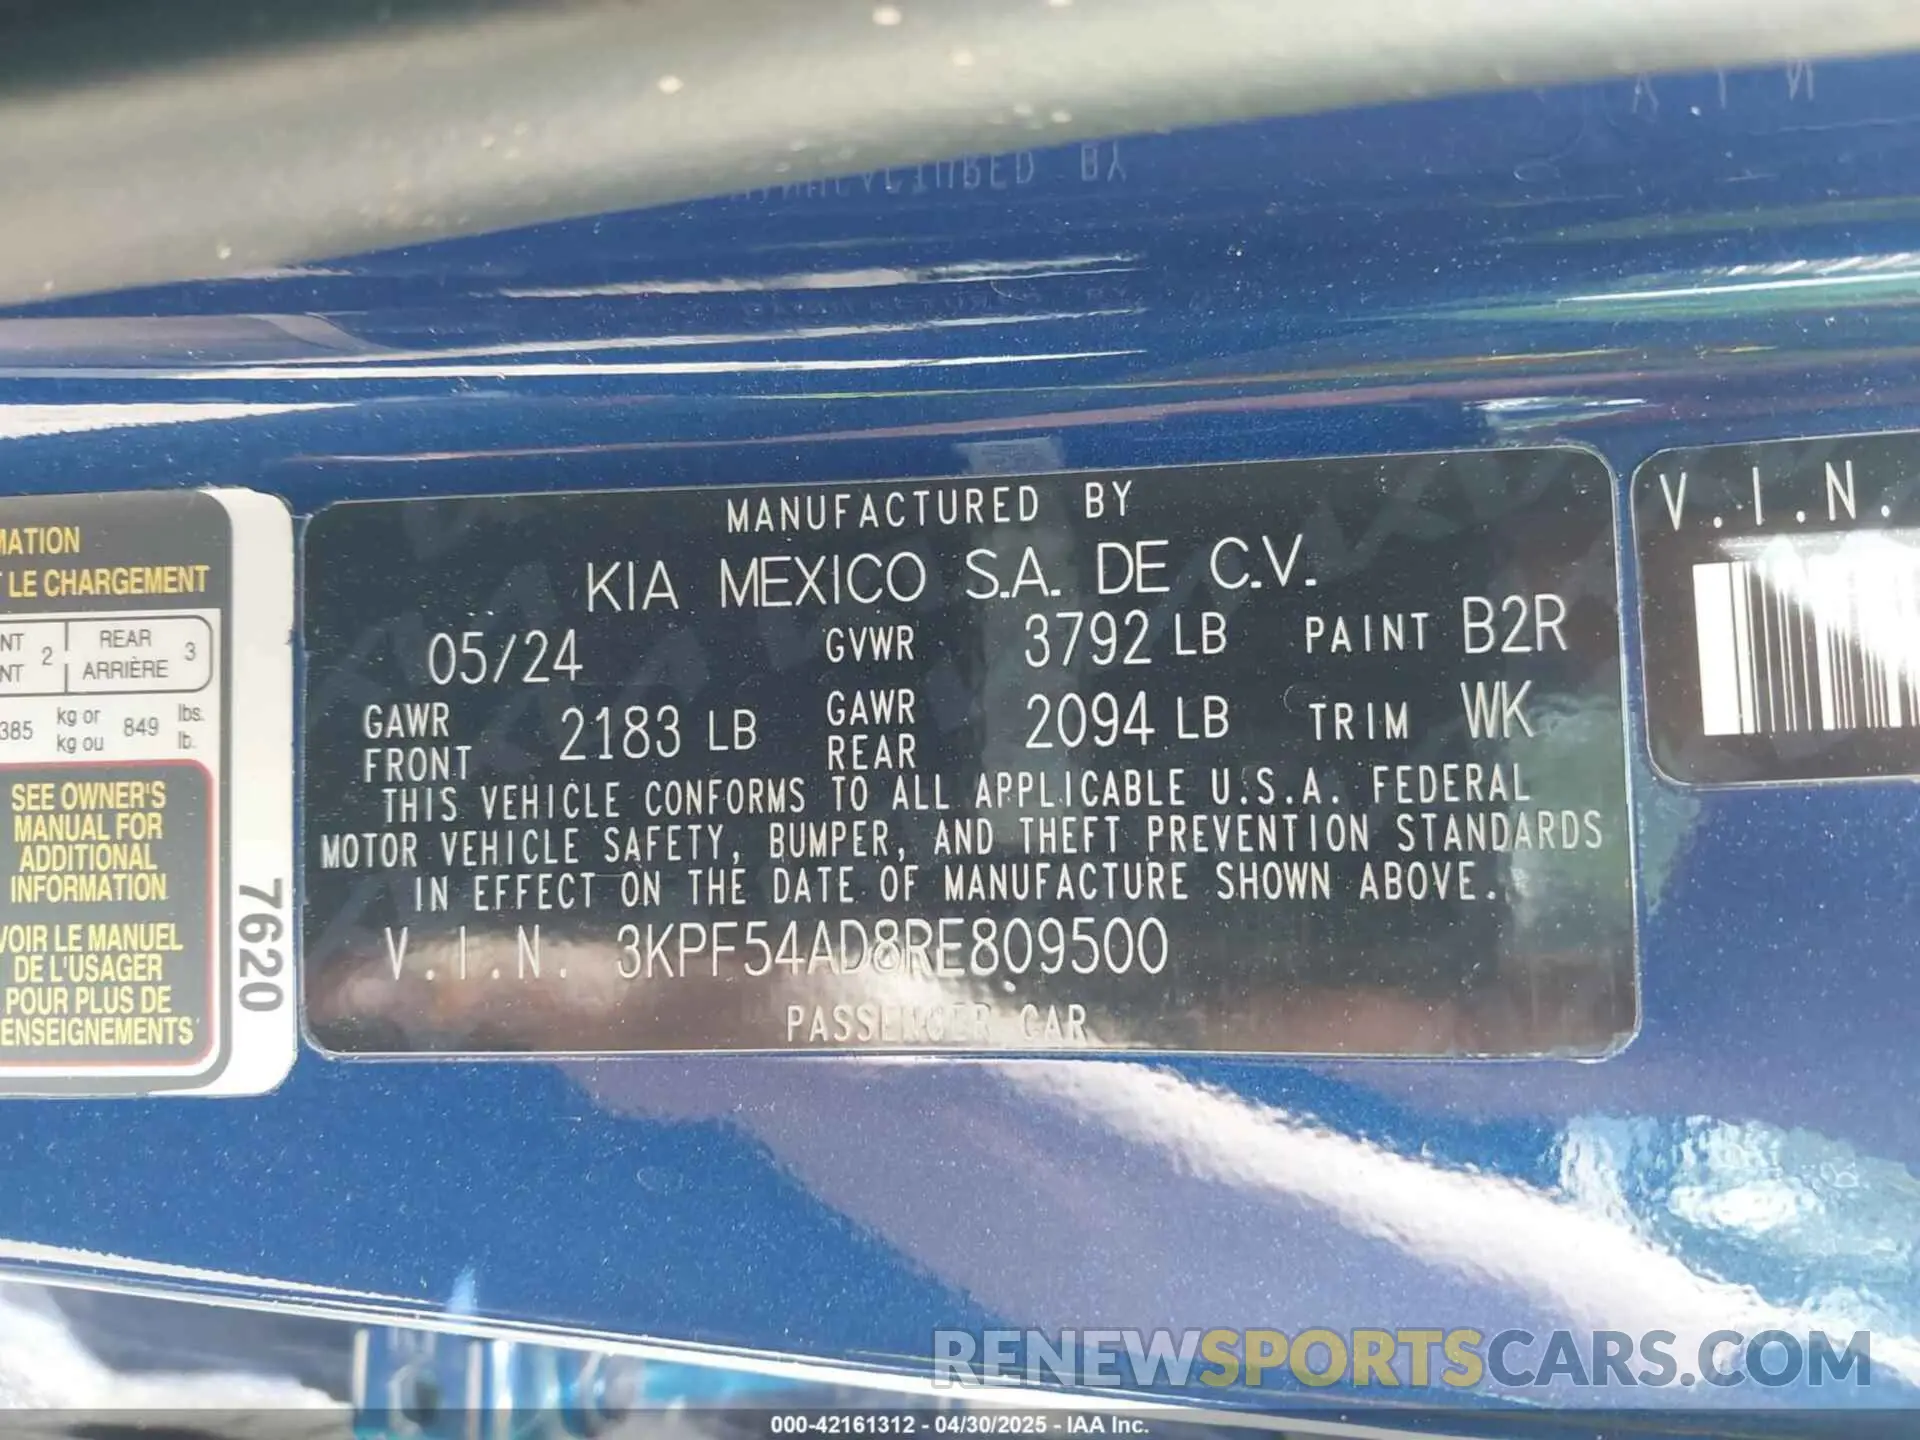 MATION
LE CHARGEMENT
NT 2 REAR 3
NT ARRIÈRE
385 kg or 849 lbs.
kg ou lb.
SEE OWNER'S
MANUAL FOR
ADDITIONAL
INFORMATION
VOIR LE MANUEL
DE L'USAGER
POUR PLUS DE
ENSEIGNEMENTS
7620
MANUFACTURED BY
KIA MEXICO S.A. DE C.V.
05/24 GVWR 3792 LB PAINT B2R
GAWR FRONT 2183 LB GAWR REAR 2094 LB TRIM WK
THIS VEHICLE CONFORMS TO ALL APPLICABLE U.S.A. FEDERAL
MOTOR VEHICLE SAFETY, BUMPER, AND THEFT PREVENTION STANDARDS
IN EFFECT ON THE DATE OF MANUFACTURE SHOWN ABOVE.
V.I.N. 3KPF54AD8RE809500
PASSENGER CAR
V.I.N.
RENEWSPORTSCARS.COM
000-42161312 - 04/30/2025 - IAA Inc.